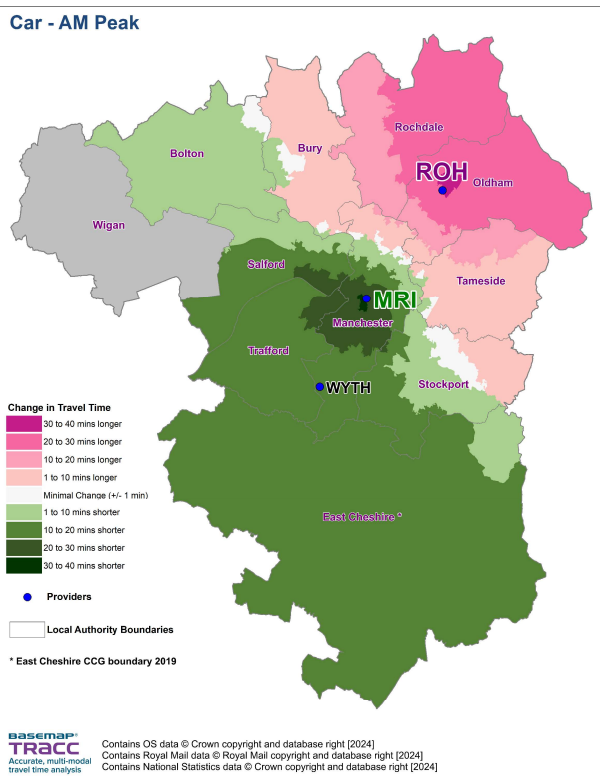 Car - AM Peak
Rochdale
Bury
Bolton
ROH
Oldham
Wigan
Salford
Tameside
MRI
Manchester
Trafford
WYTH
Stockport
East Cheshire *
Change in Travel Time
30 to 40 mins longer
20 to 30 mins longer
10 to 20 mins longer
1 to 10 mins longer
Minimal Change (+/- 1 min)
1 to 10 mins shorter
10 to 20 mins shorter
20 to 30 mins shorter
30 to 40 mins shorter
Providers
Local Authority Boundaries
* East Cheshire CCG boundary 2019
BASEMAP®
TRACC
Accurate, multi-modal
travel time analysis
Contains OS data © Crown copyright and database right [2024]
Contains Royal Mail data © Royal Mail copyright and database right [2024]
Contains National Statistics data © Crown copyright and database right [2024]